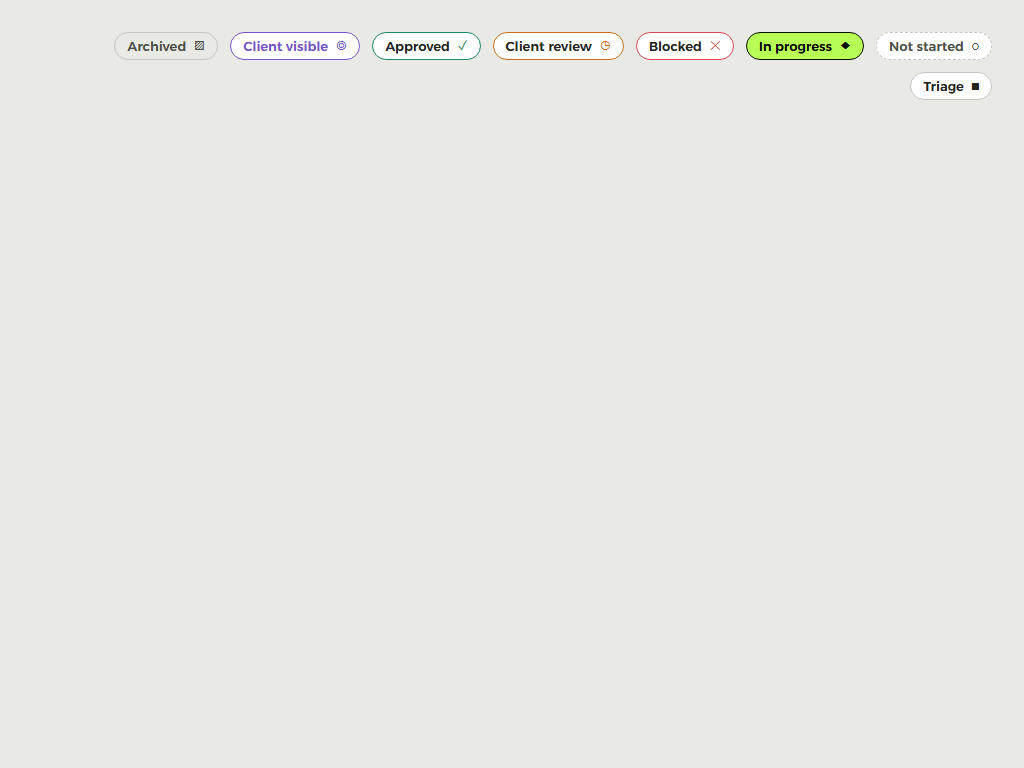 Archived ▨ Client visible ◎ Approved ✓ Client review ◷ Blocked ✕ In progress ◆ Not started ○
Triage ■